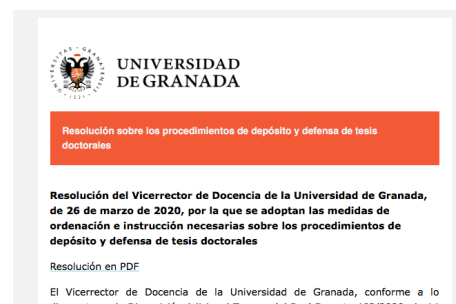 UNIVERSIDAD
DE GRANADA
Resolución sobre los procedimientos de depósito y defensa de tesis
doctorales
Resolución del Vicerrector de Docencia de la Universidad de Granada,
de 26 de marzo de 2020, por la que se adoptan las medidas de
ordenación e instrucción necesarias sobre los procedimientos de
depósito y defensa de tesis doctorales
Resolución en PDF
El Vicerrector de Docencia de la Universidad de Granada, conforme a lo